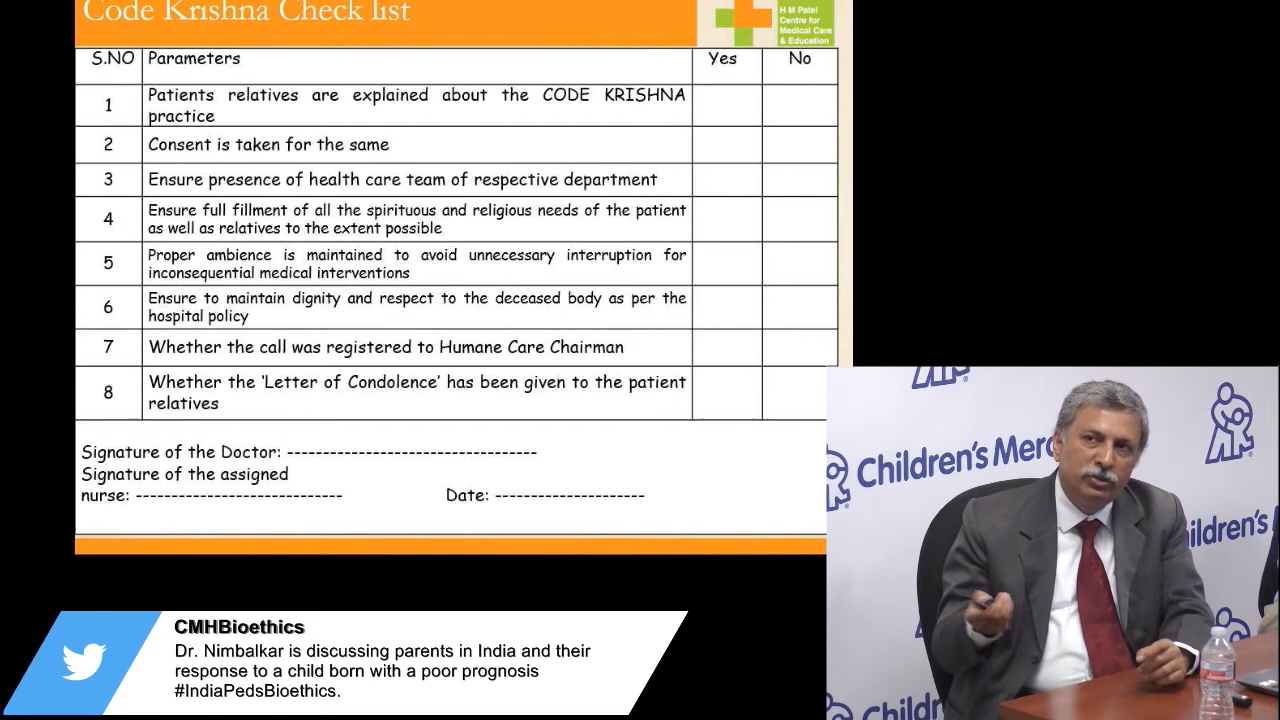 Code Krishna Check list
H M Patel
Centre for
Medical Care
& Education
S.NO Parameters Yes No
1 Patients relatives are explained about the CODE KRISHNA
practice
2 Consent is taken for the same
3 Ensure presence of health care team of respective department
4 Ensure full fillment of all the spirituous and religious needs of the patient
as well as relatives to the extent possible
5 Proper ambience is maintained to avoid unnecessary interruption for
inconsequential medical interventions
6 Ensure to maintain dignity and respect to the deceased body as per the
hospital policy
7 Whether the call was registered to Humane Care Chairman
8 Whether the ‘Letter of Condolence’ has been given to the patient
relatives
Signature of the Doctor: -----------------------------------
Signature of the assigned
nurse: ----------------------------- Date: ---------------------
Children's Merc
ildren's
Children's
CMHBioethics
Dr. Nimbalkar is discussing parents in India and their
response to a child born with a poor prognosis
#IndiaPedsBioethics.